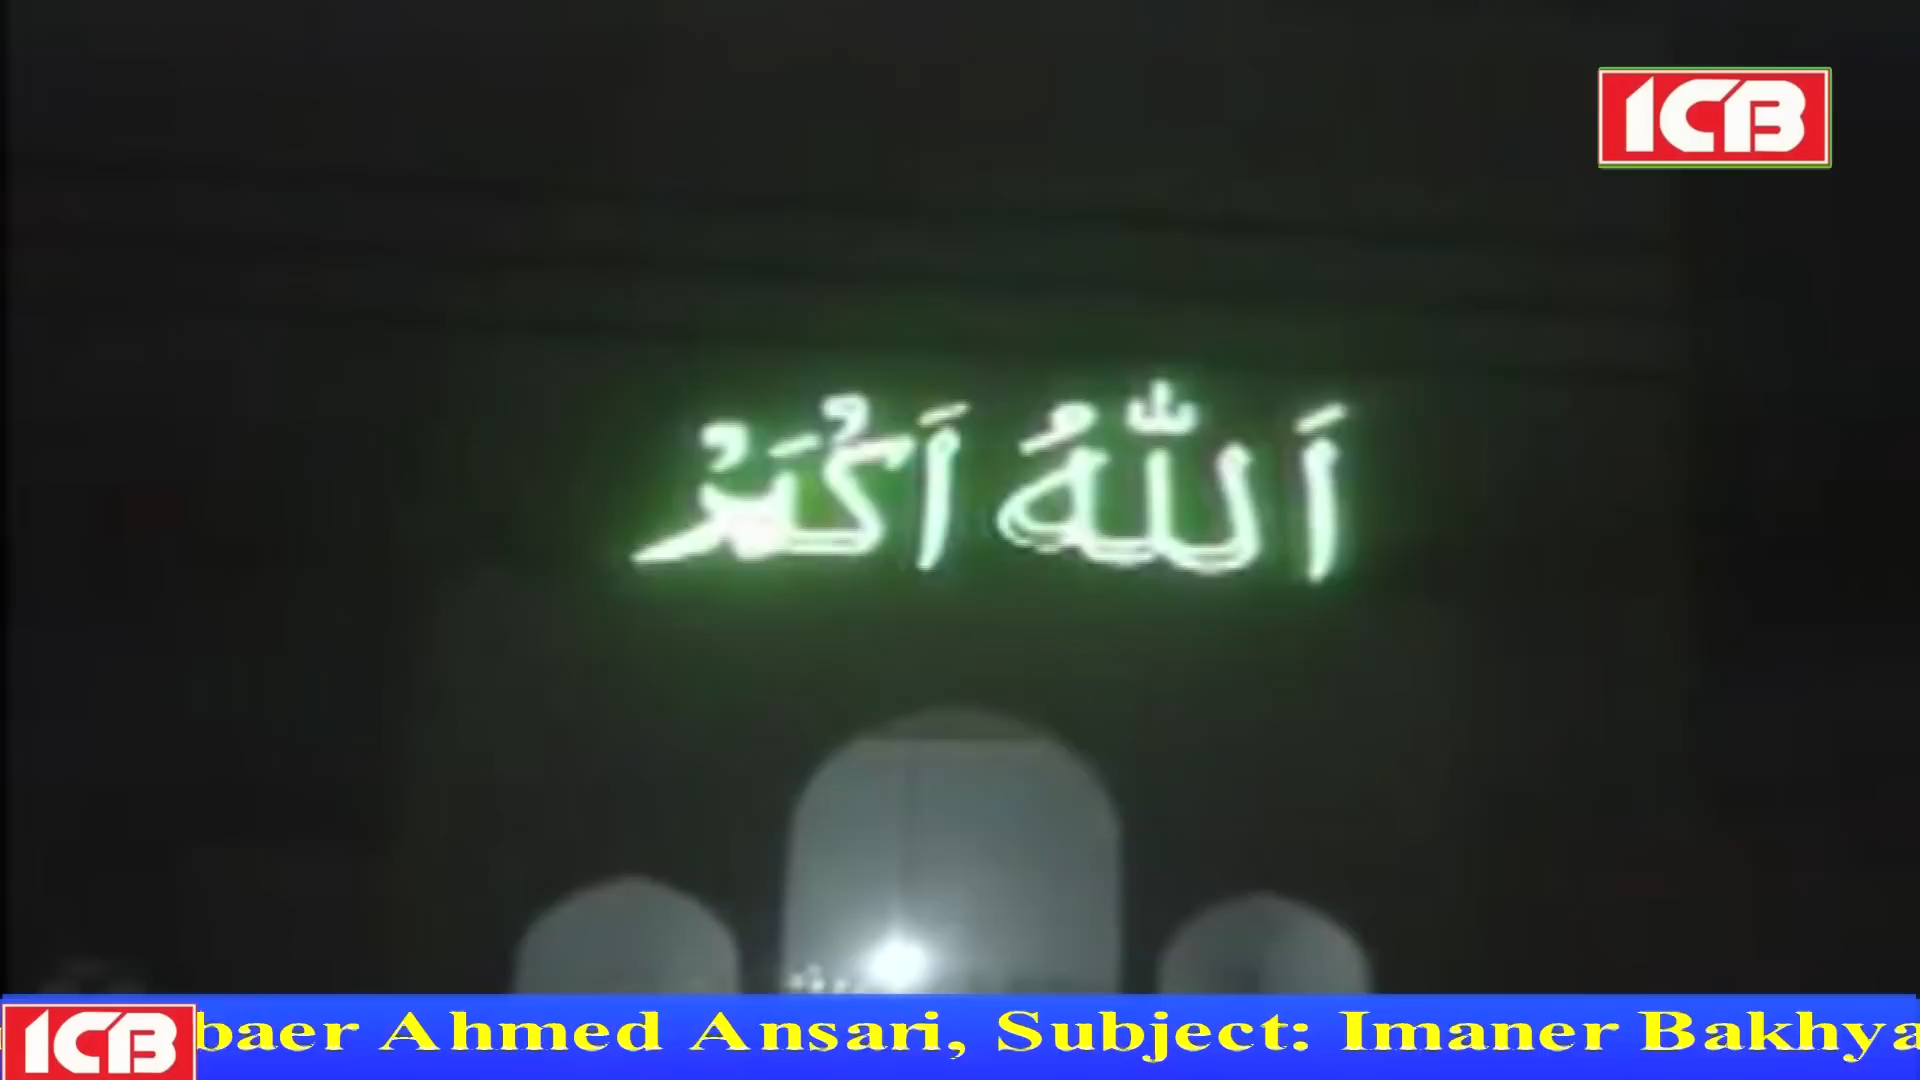 ICB
اَللّٰهُ اَكْبَرُ
ICB baer Ahmed Ansari, Subject: Imaner Bakhya